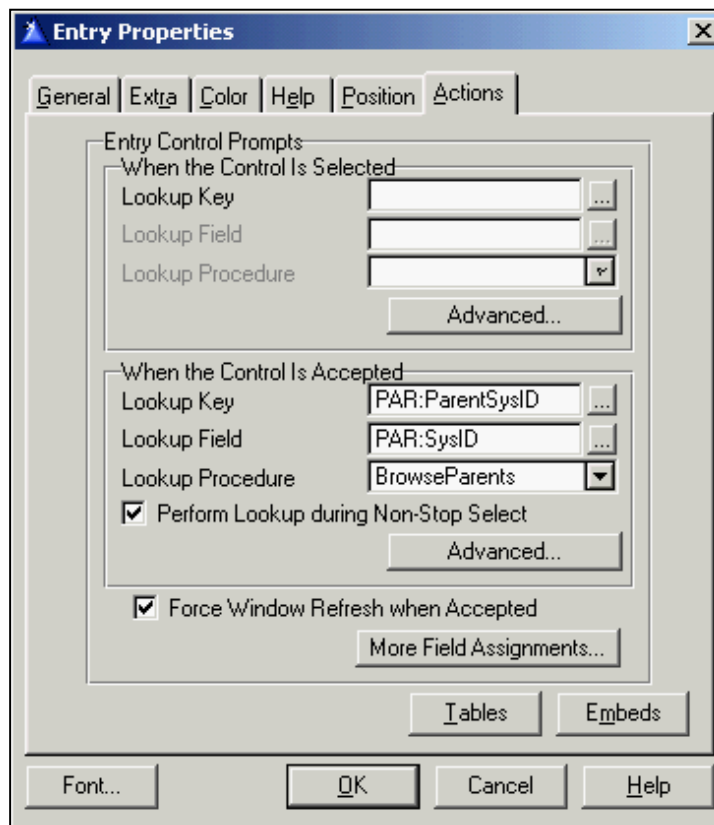 Entry Properties
General Extra Color Help Position Actions
Entry Control Prompts
When the Control Is Selected
Lookup Key ...
Lookup Field ...
Lookup Procedure
Advanced...
When the Control Is Accepted
Lookup Key PAR:ParentSysID ...
Lookup Field PAR:SysID ...
Lookup Procedure BrowseParents
Perform Lookup during Non-Stop Select
Advanced...
Force Window Refresh when Accepted
More Field Assignments...
Tables Embeds
Font... OK Cancel Help